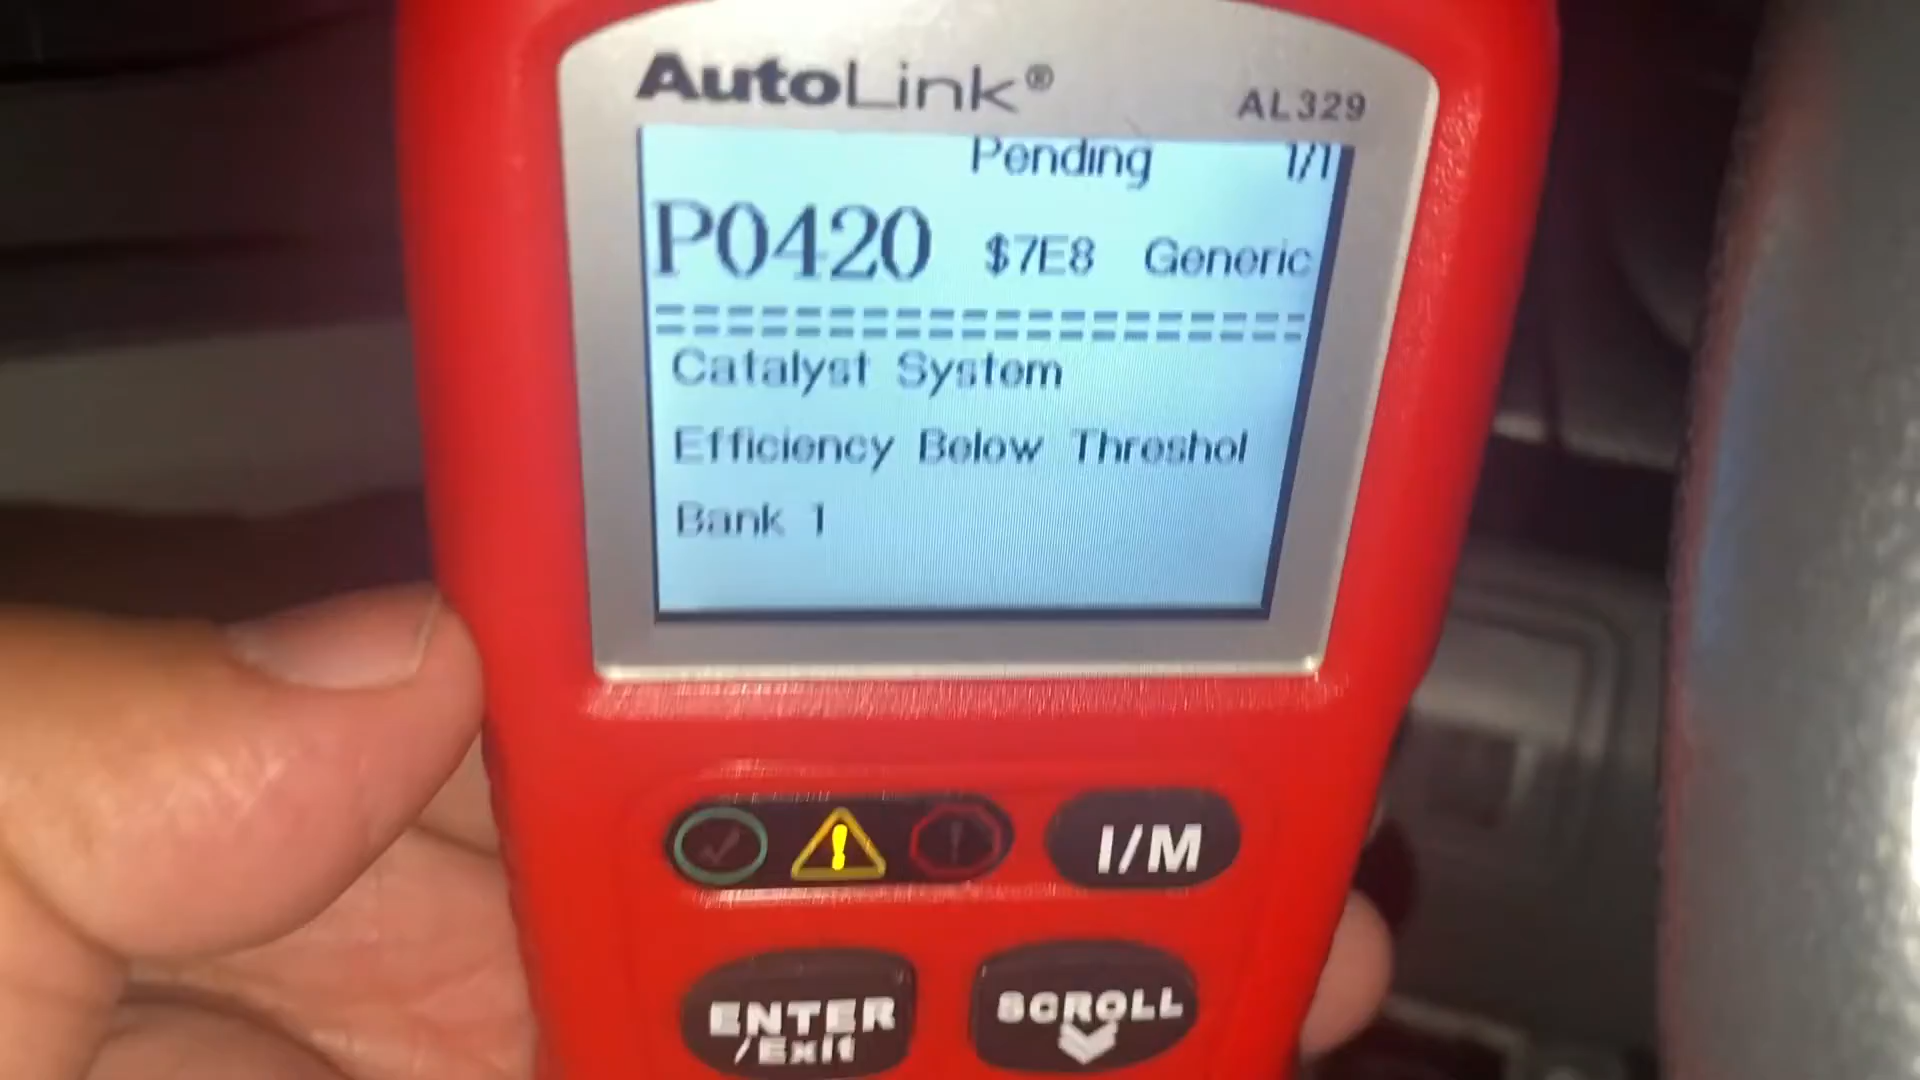 AutoLink®
AL329
Pending 1/1
P0420 $7E8 Generic
====================
Catalyst System
Efficiency Below Threshol
Bank 1
I/M
ENTER
/Exit
SCROLL